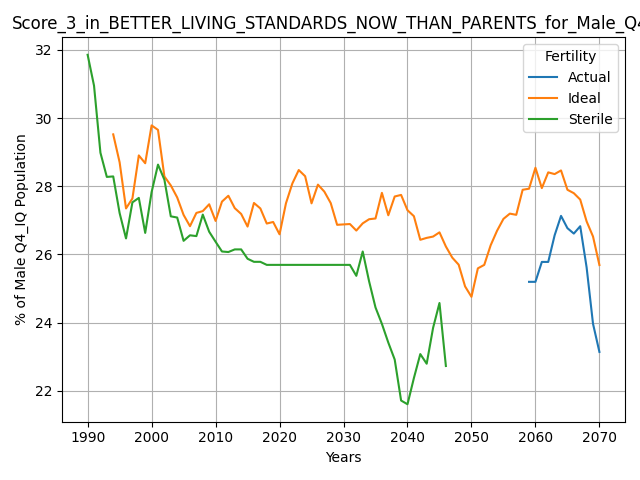 Score_3_in_BETTER_LIVING_STANDARDS_NOW_THAN_PARENTS_for_Male_Q4
Fertility
Actual
Ideal
Sterile
% of Male Q4_IQ Population
32
30
28
26
24
22
1990 2000 2010 2020 2030 2040 2050 2060 2070
Years